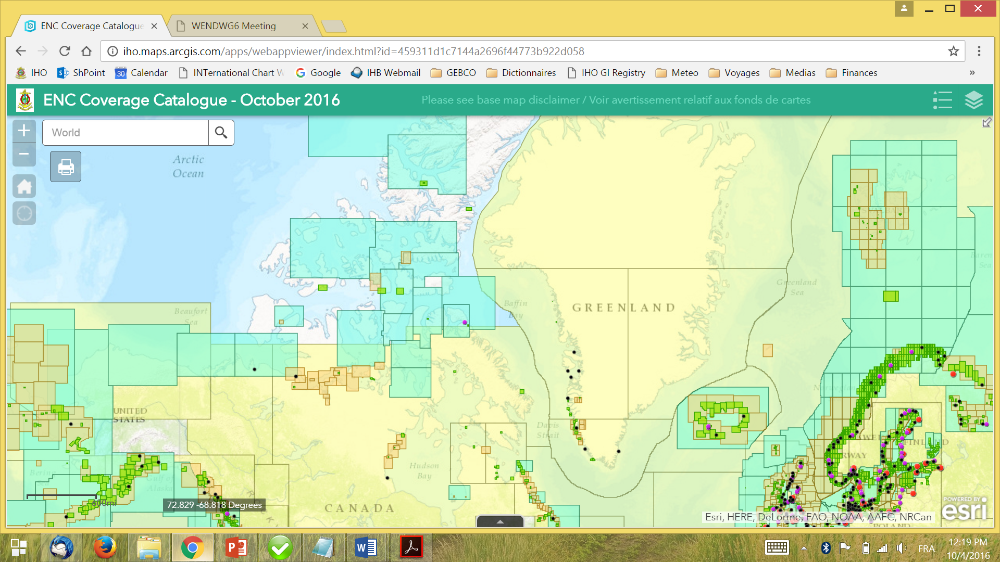 ENC Coverage Catalogue
WENDWG6 Meeting
iho.maps.arcgis.com/apps/webappviewer/index.html?id=459311d1c7144a2696f44773b922d058
IHO
ShPoint
30
Calendar
INTernational Chart W
Google
IHB Webmail
GEBCO
Dictionnaires
IHO GI Registry
Meteo
Voyages
Medias
Finances
»
ENC Coverage Catalogue - October 2016
Please see base map disclaimer / Voir avertissement relatif aux fonds de cartes
+
World
−
Arctic
Ocean
Greenland
Sea
Baffin
Bay
GREENLAND
Beaufort
Sea
UNITED
STATES
Davis
Strait
Hudson
Bay
Gulf of
Alaska
Bering
Sea
600mi
72.829 -68.818 Degrees
CANADA
Norwegian
FINLAND
RWAY
POLAND
POWERED BY
esri
Esri, HERE, DeLorme, FAO, NOAA, AAFC, NRCan
FRA
12:19 PM
10/4/2016